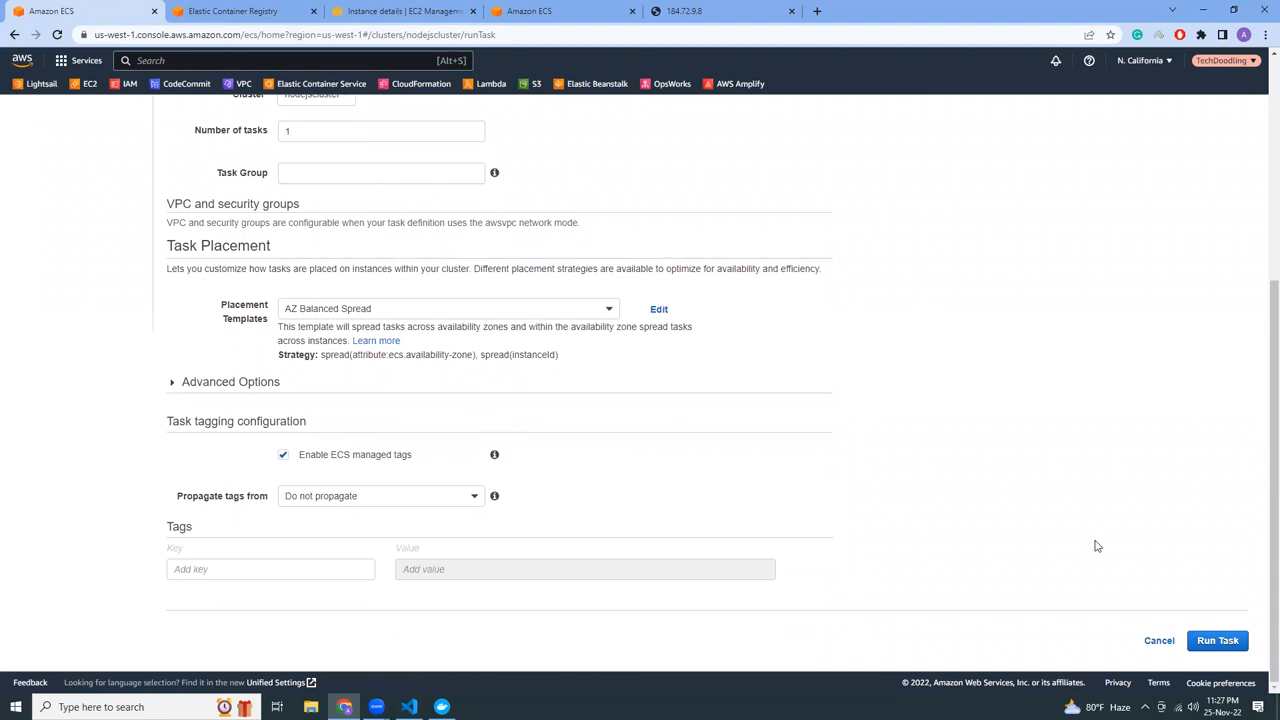 Amazon ECS
Elastic Container Registry
Instance details | EC2 Manageme
Amazon ECS
184.72.9.8
us-west-1.console.aws.amazon.com/ecs/home?region=us-west-1#/clusters/nodejscluster/runTask
aws
Services
Search
[Alt+S]
N. California
TechDoodling
Lightsail
EC2
IAM
CodeCommit
VPC
Elastic Container Service
CloudFormation
Lambda
S3
Elastic Beanstalk
OpsWorks
AWS Amplify
Cluster
nodejscluster
Number of tasks
1
Task Group
VPC and security groups
VPC and security groups are configurable when your task definition uses the awsvpc network mode.
Task Placement
Lets you customize how tasks are placed on instances within your cluster. Different placement strategies are available to optimize for availability and efficiency.
Placement
Templates
AZ Balanced Spread
Edit
This template will spread tasks across availability zones and within the availability zone spread tasks
across instances. Learn more
Strategy: spread(attribute:ecs.availability-zone), spread(instanceId)
Advanced Options
Task tagging configuration
Enable ECS managed tags
Propagate tags from
Do not propagate
Tags
Key
Value
Add key
Add value
Cancel
Run Task
Feedback
Looking for language selection? Find it in the new Unified Settings
© 2022, Amazon Web Services, Inc. or its affiliates.
Privacy
Terms
Cookie preferences
Type here to search
80°F Haze
11:27 PM
25-Nov-22